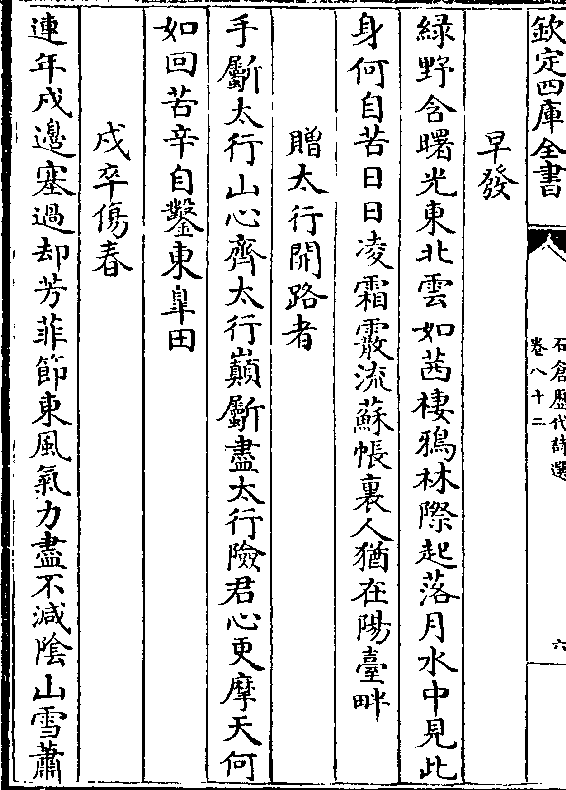 欽定四庫全書
石倉歷代詩選
卷八十二
六
早發
綠野含曙光東北雲如茜棲鴉林際起落月水中見此
身何自苦日日凌霜霰流蘇帳裏人猶在陽臺畔
贈太行開路者
手斸太行山心齊太行巔斸盡太行險君心更摩天何
如回苦辛自鑿東臯田
戍卒傷春
連年戍邊塞過却芳菲節東風氣力盡不減陰山雪蕭